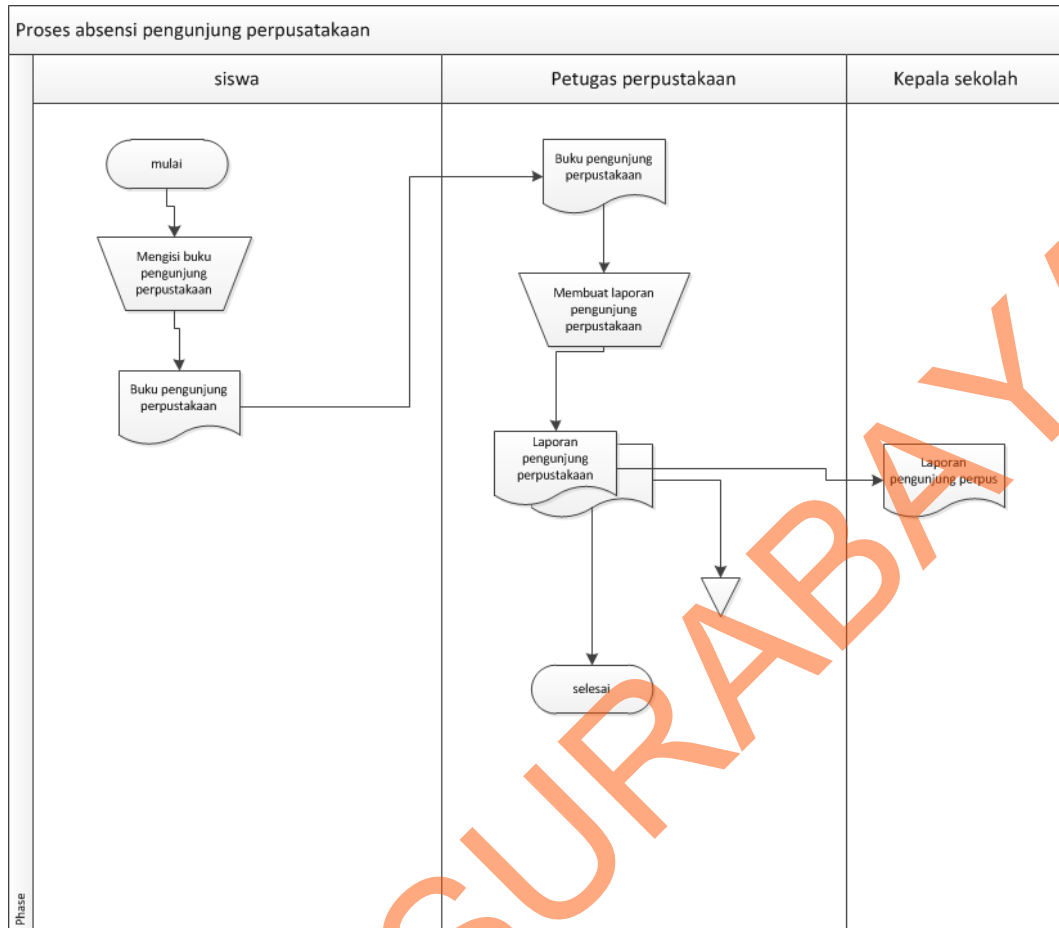 Proses absensi pengunjung perpusatakaan
siswa
Petugas perpustakaan
Kepala sekolah
mulai
Mengisi buku
pengunjung
perpustakaan
Buku pengunjung
perpustakaan
Buku pengunjung
perpustakaan
Membuat laporan
pengunjung
perpustakaan
Laporan
pengunjung
perpustakaan
selesai
Laporan
pengunjung perpus
Phase
SURABAYA